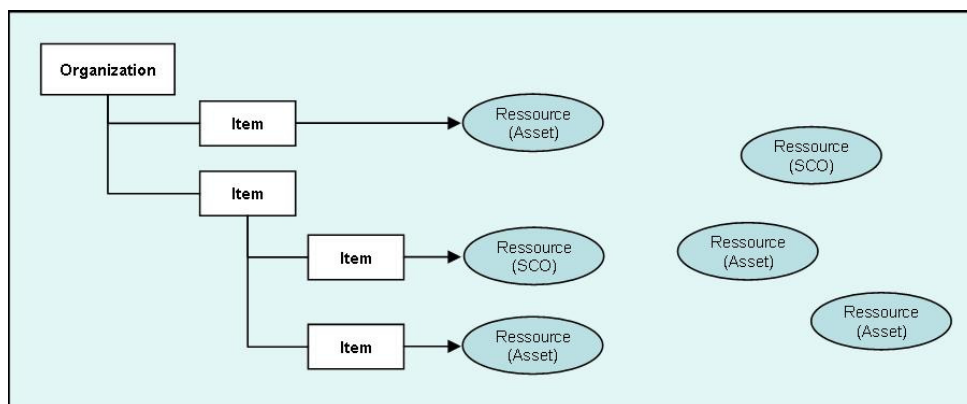 Organization
Item
Ressource
(Asset)
Ressource
(SCO)
Item
Item
Ressource
(SCO)
Ressource
(Asset)
Ressource
(Asset)
Item
Ressource
(Asset)